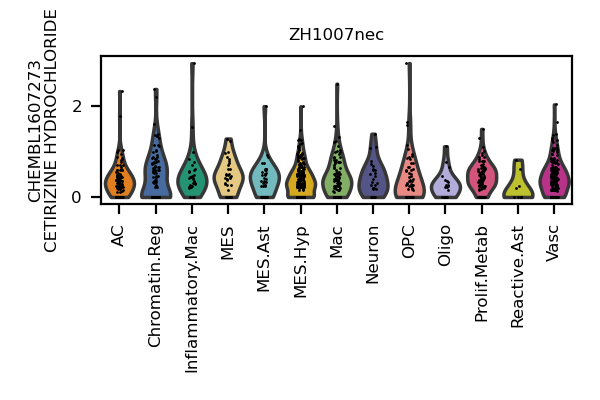 ZH1007nec
CHEMBL1607273
CETIRIZINE HYDROCHLORIDE
2
0
AC
Chromatin.Reg
Inflammatory.Mac
MES
MES.Ast
MES.Hyp
Mac
Neuron
OPC
Oligo
Prolif.Metab
Reactive.Ast
Vasc